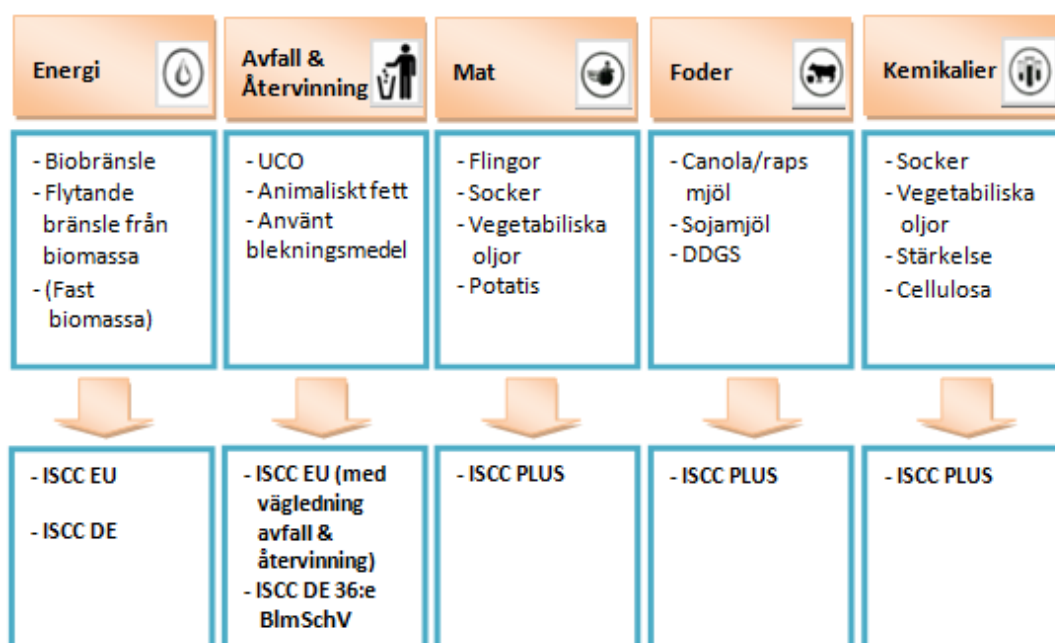 Energi
Avfall &
Återvinning
Mat
Foder
Kemikalier
- Biobränsle
- Flytande
bränsle från
biomassa
- (Fast
biomassa)
- UCO
- Animaliskt fett
- Använt
blekningsmedel
- Flingor
- Socker
- Vegetabiliska
oljor
- Potatis
- Canola/raps
mjöl
- Sojamjöl
- DDGS
- Socker
- Vegetabiliska
oljor
- Stärkelse
- Cellulosa
- ISCC EU
- ISCC DE
- ISCC EU (med
vägledning
avfall &
återvinning)
- ISCC DE 36:e
BlmSchV
- ISCC PLUS
- ISCC PLUS
- ISCC PLUS